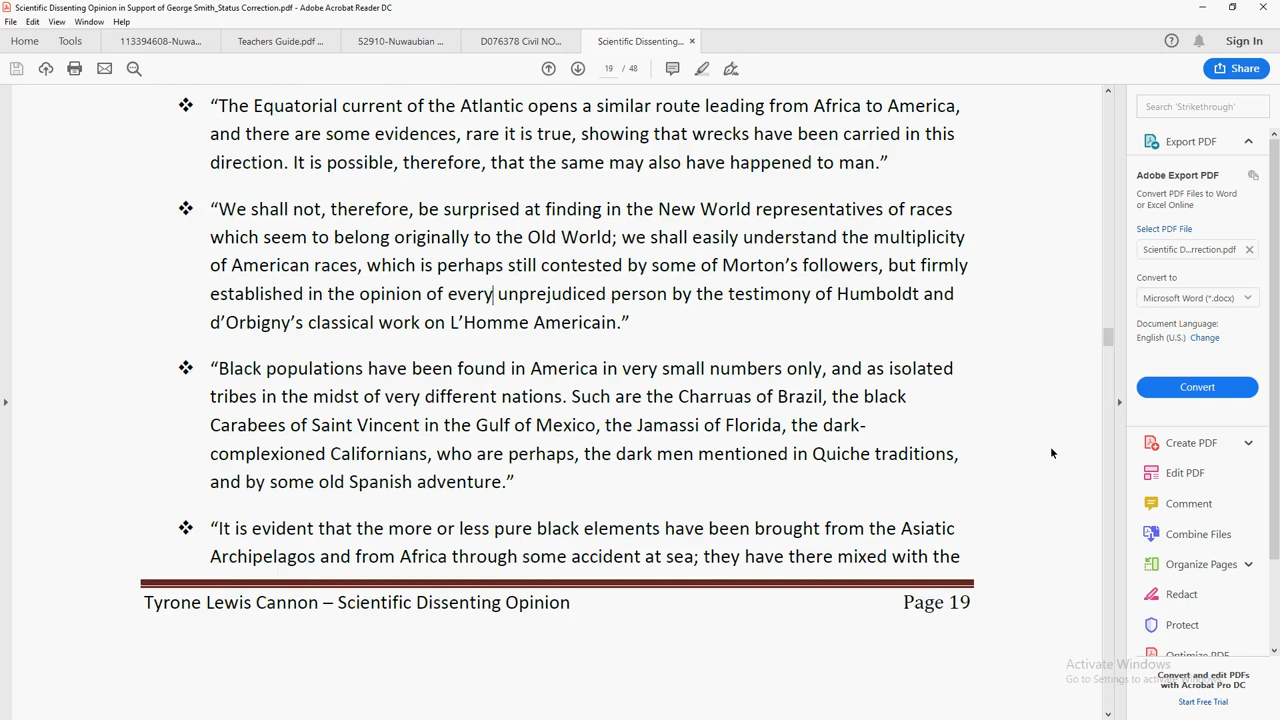 Scientific Dissenting Opinion in Support of George Smith_Status Correction.pdf - Adobe Acrobat Reader DC
File Edit View Window Help
Home Tools 113394608-Nuwa... Teachers Guide.pdf ... 52910-Nuwaubian ... D076378 Civil NO... Scientific Dissenting... × Sign In
19 / 48 Share
❖ “The Equatorial current of the Atlantic opens a similar route leading from Africa to America,
and there are some evidences, rare it is true, showing that wrecks have been carried in this
direction. It is possible, therefore, that the same may also have happened to man.”
❖ “We shall not, therefore, be surprised at finding in the New World representatives of races
which seem to belong originally to the Old World; we shall easily understand the multiplicity
of American races, which is perhaps still contested by some of Morton’s followers, but firmly
established in the opinion of every unprejudiced person by the testimony of Humboldt and
d’Orbigny’s classical work on L’Homme Americain.”
❖ “Black populations have been found in America in very small numbers only, and as isolated
tribes in the midst of very different nations. Such are the Charruas of Brazil, the black
Carabees of Saint Vincent in the Gulf of Mexico, the Jamassi of Florida, the dark-
complexioned Californians, who are perhaps, the dark men mentioned in Quiche traditions,
and by some old Spanish adventure.”
❖ “It is evident that the more or less pure black elements have been brought from the Asiatic
Archipelagos and from Africa through some accident at sea; they have there mixed with the
Tyrone Lewis Cannon – Scientific Dissenting Opinion Page 19
Search 'Strikethrough'
Export PDF
Adobe Export PDF
Convert PDF Files to Word
or Excel Online
Select PDF File
Scientific D...rrection.pdf
Convert to
Microsoft Word (*.docx)
Document Language:
English (U.S.) Change
Convert
Create PDF
Edit PDF
Comment
Combine Files
Organize Pages
Redact
Protect
Optimize PDF
Activate Windows
Go to Settings to activate
Convert and edit PDFs
with Acrobat Pro DC
Start Free Trial